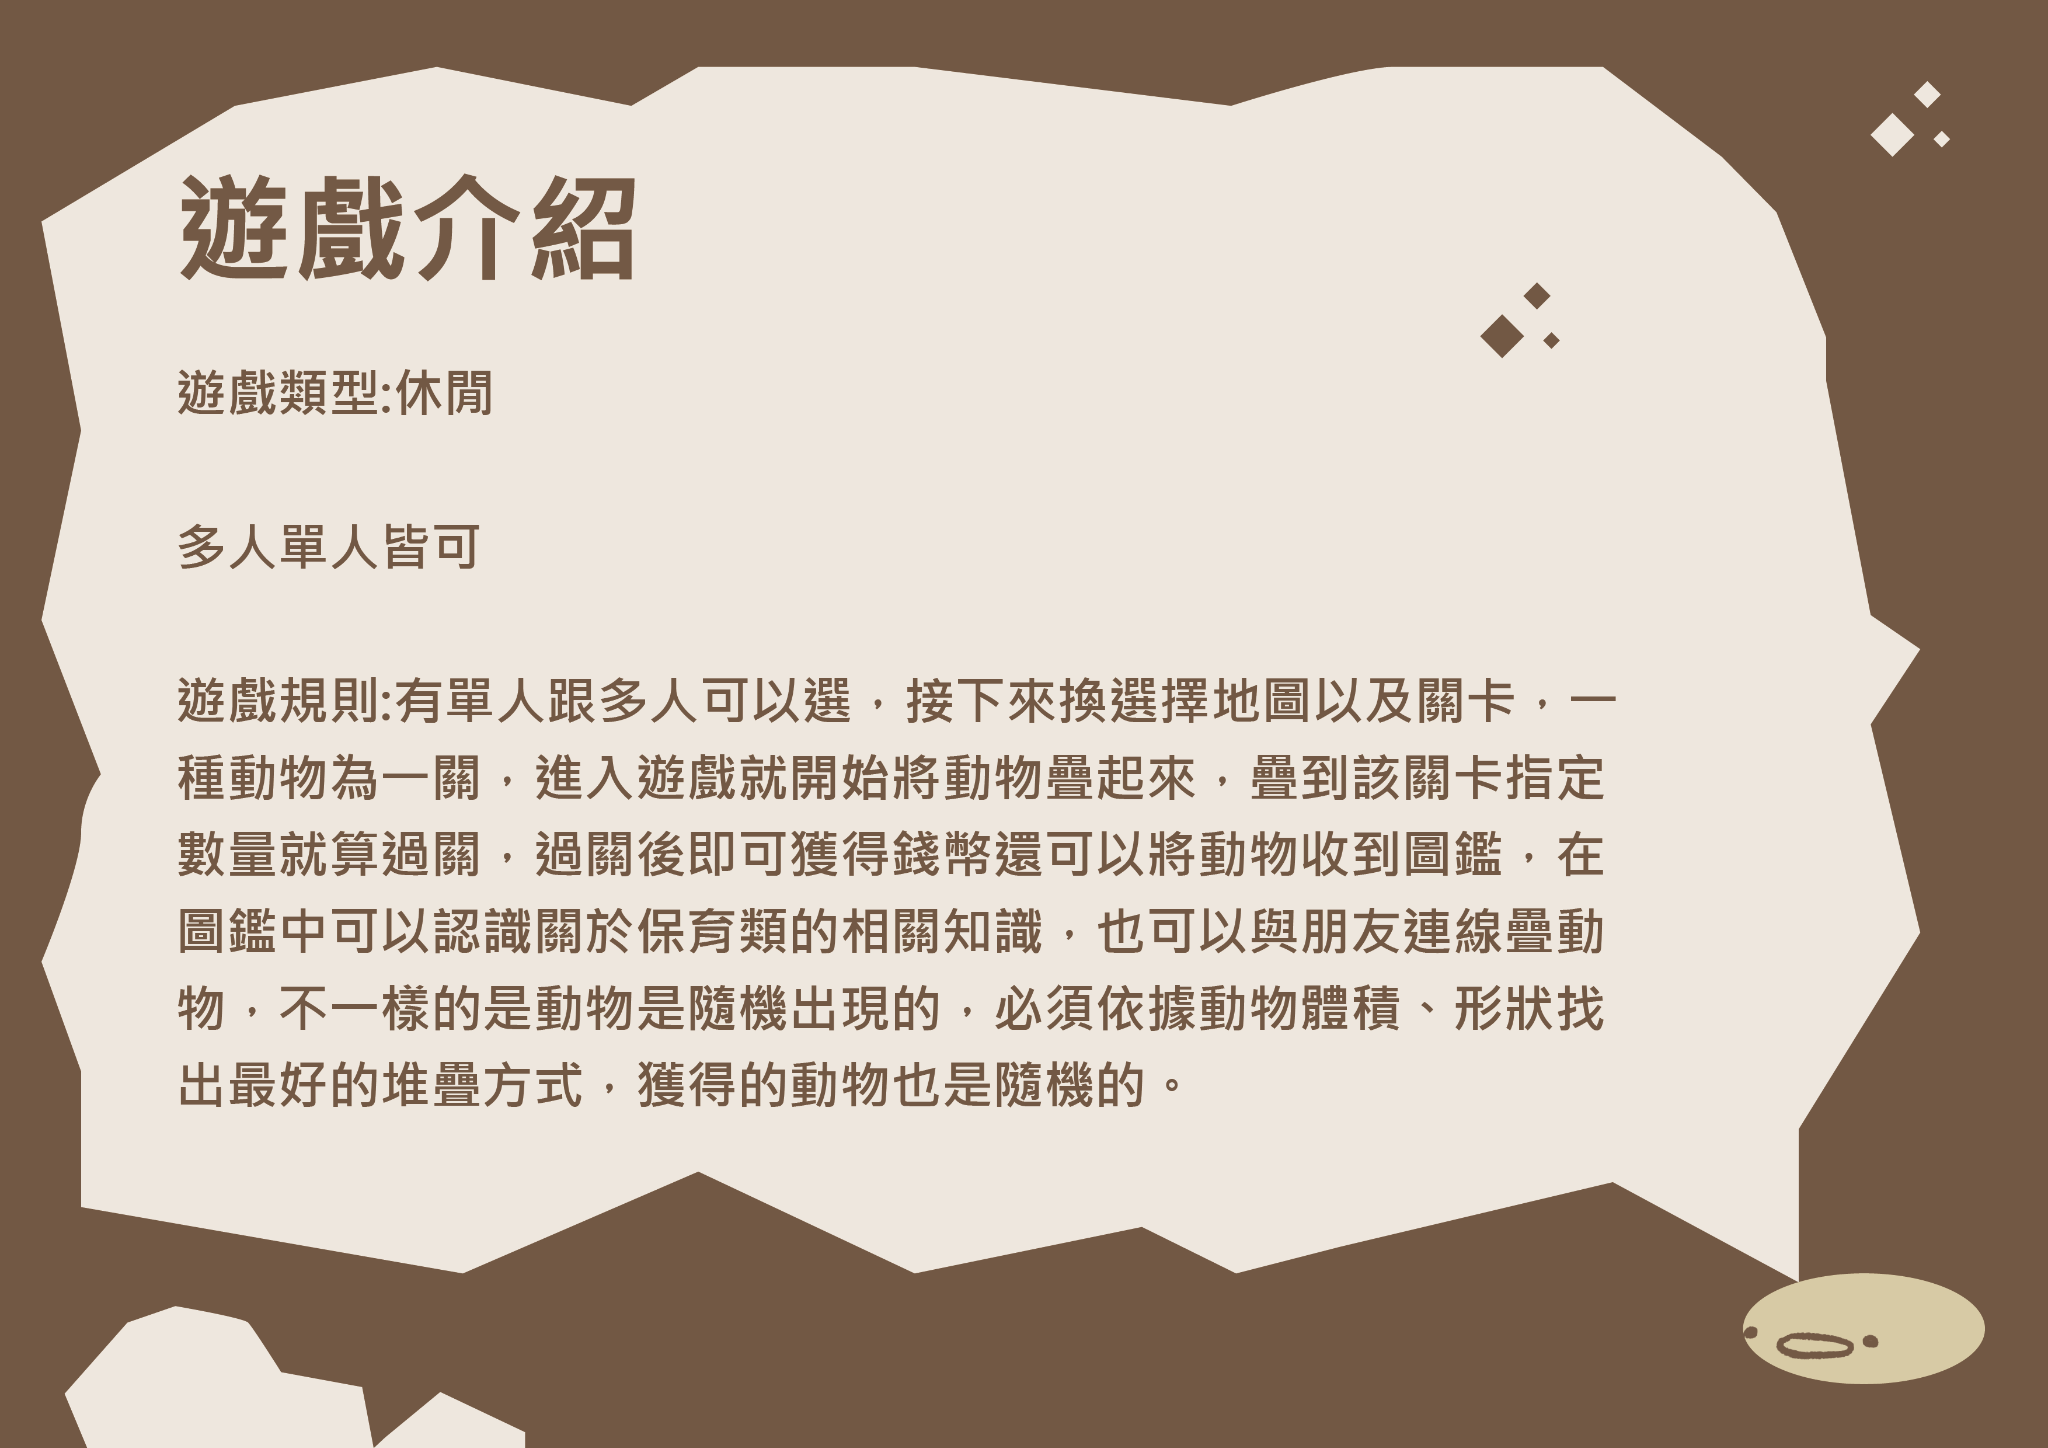 遊戲介紹
遊戲類型:休閒
多人單人皆可
遊戲規則:有單人跟多人可以選，接下來換選擇地圖以及關卡，一
種動物為一關，進入遊戲就開始將動物疊起來，疊到該關卡指定
數量就算過關，過關後即可獲得錢幣還可以將動物收到圖鑑，在
圖鑑中可以認識關於保育類的相關知識，也可以與朋友連線疊動
物，不一樣的是動物是隨機出現的，必須依據動物體積、形狀找
出最好的堆疊方式，獲得的動物也是隨機的。